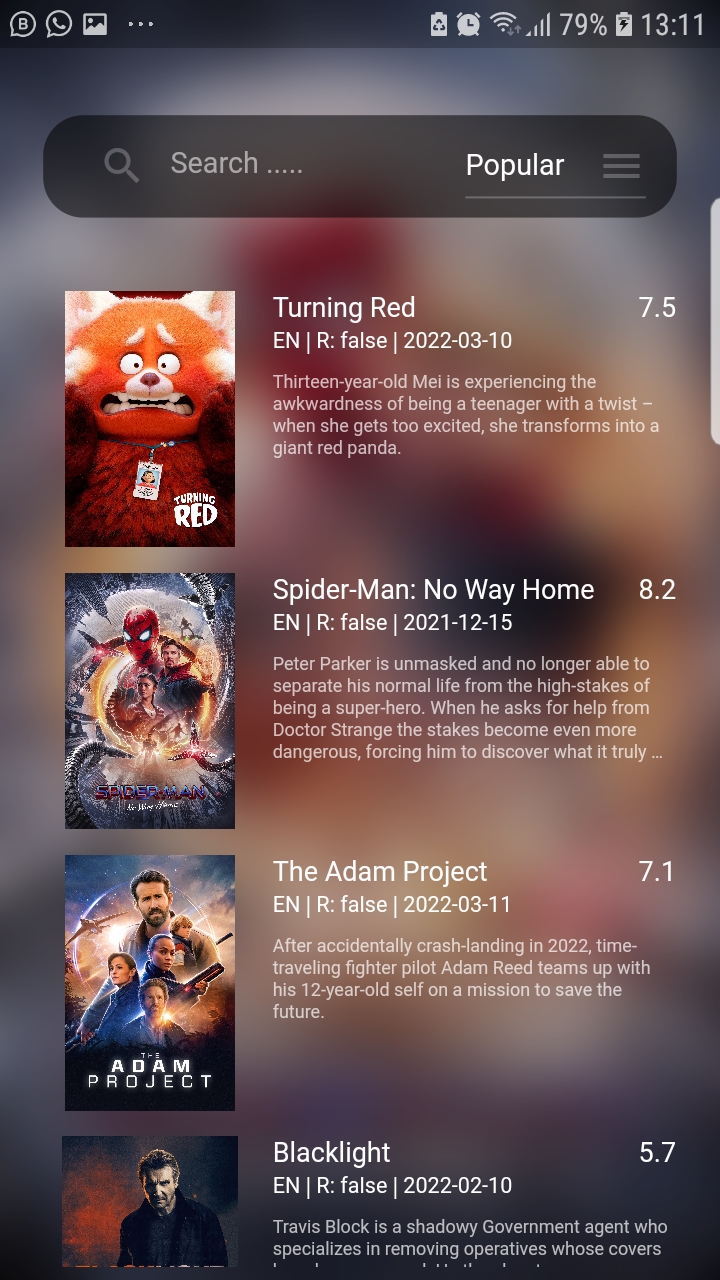 79% 13:11
Search ..... Popular
Turning Red 7.5
EN | R: false | 2022-03-10
Thirteen-year-old Mei is experiencing the
awkwardness of being a teenager with a twist –
when she gets too excited, she transforms into a
giant red panda.
TURNING
RED
Spider-Man: No Way Home 8.2
EN | R: false | 2021-12-15
Peter Parker is unmasked and no longer able to
separate his normal life from the high-stakes of
being a super-hero. When he asks for help from
Doctor Strange the stakes become even more
dangerous, forcing him to discover what it truly …
SPIDER-MAN
No Way Home
The Adam Project 7.1
EN | R: false | 2022-03-11
After accidentally crash-landing in 2022, time-
traveling fighter pilot Adam Reed teams up with
his 12-year-old self on a mission to save the
future.
THE
ADAM
PROJECT
Blacklight 5.7
EN | R: false | 2022-02-10
Travis Block is a shadowy Government agent who
specializes in removing operatives whose covers